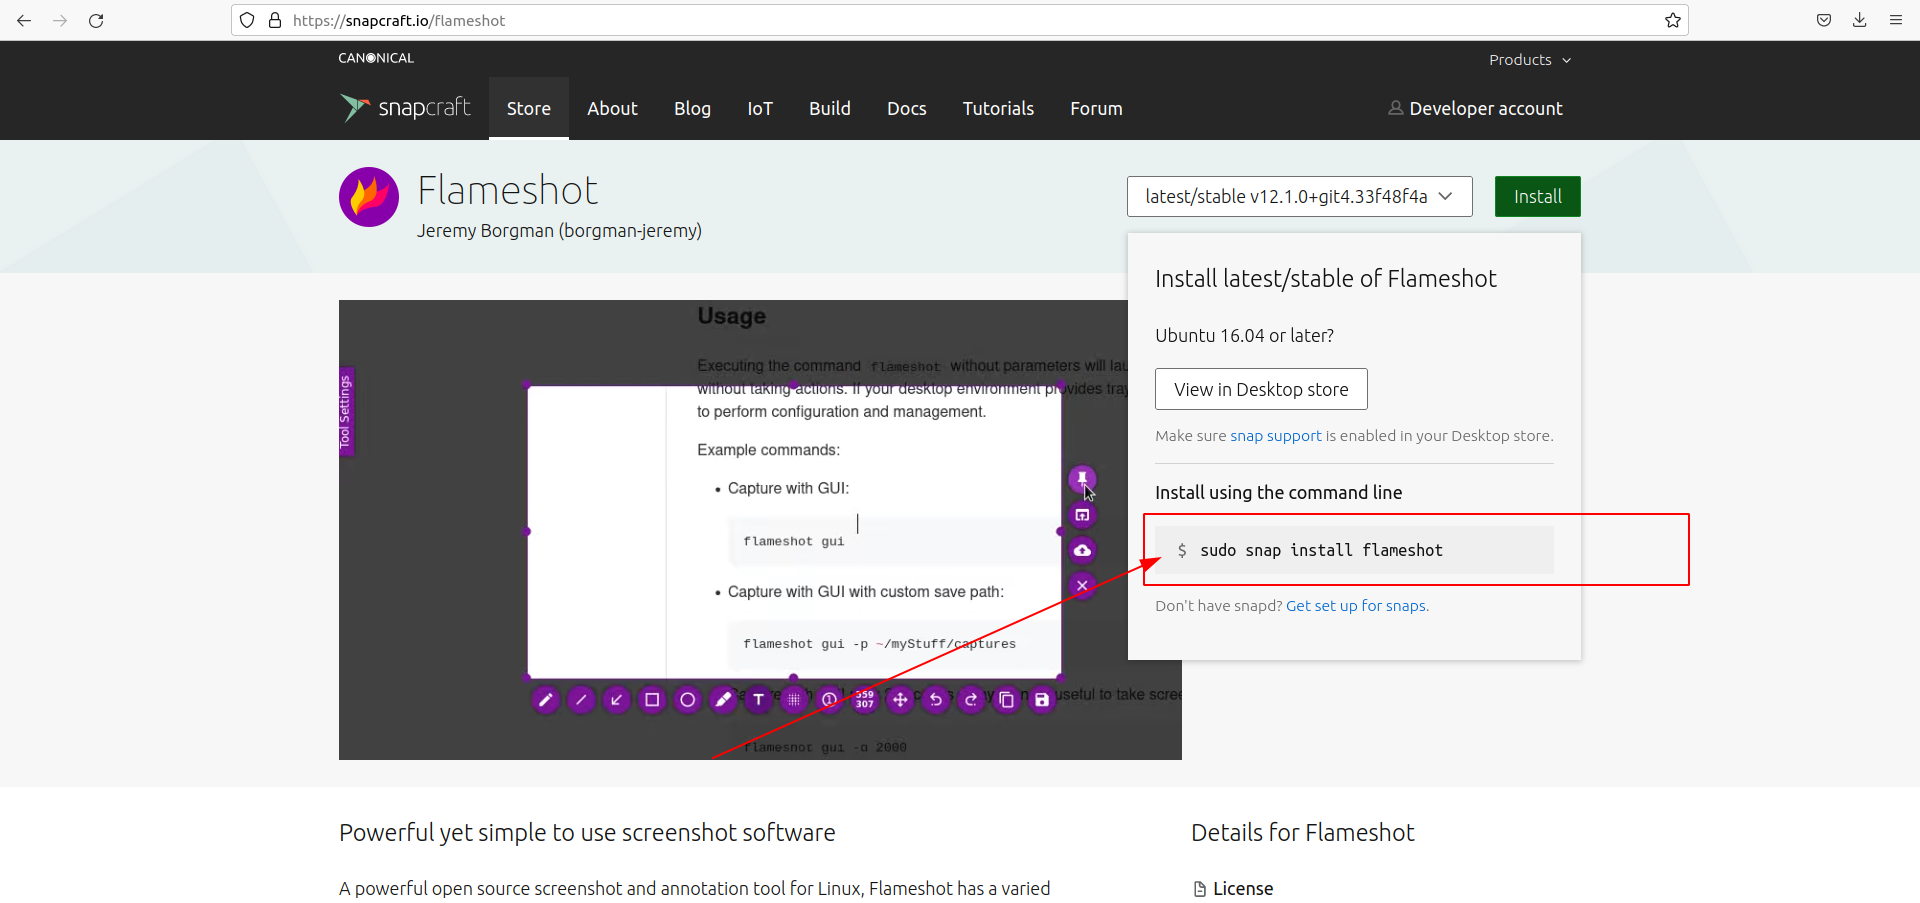 https://snapcraft.io/flameshot
CANONICAL
Products
snapcraft
Store
About
Blog
IoT
Build
Docs
Tutorials
Forum
Developer account
Flameshot
Jeremy Borgman (borgman-jeremy)
latest/stable v12.1.0+git4.33f48f4a
Install
Install latest/stable of Flameshot
Ubuntu 16.04 or later?
View in Desktop store
Make sure snap support is enabled in your Desktop store.
Install using the command line
$ sudo snap install flameshot
Don't have snapd? Get set up for snaps.
Usage
Executing the command flameshot without parameters will lau
without taking actions. If your desktop environment provides tray
to perform configuration and management.
Tool Settings
Example commands:
• Capture with GUI:
flameshot gui
• Capture with GUI with custom save path:
flameshot gui -p ~/myStuff/captures
useful to take scree
T
1
959
307
flameshot gui -d 2000
Powerful yet simple to use screenshot software
A powerful open source screenshot and annotation tool for Linux, Flameshot has a varied
Details for Flameshot
License